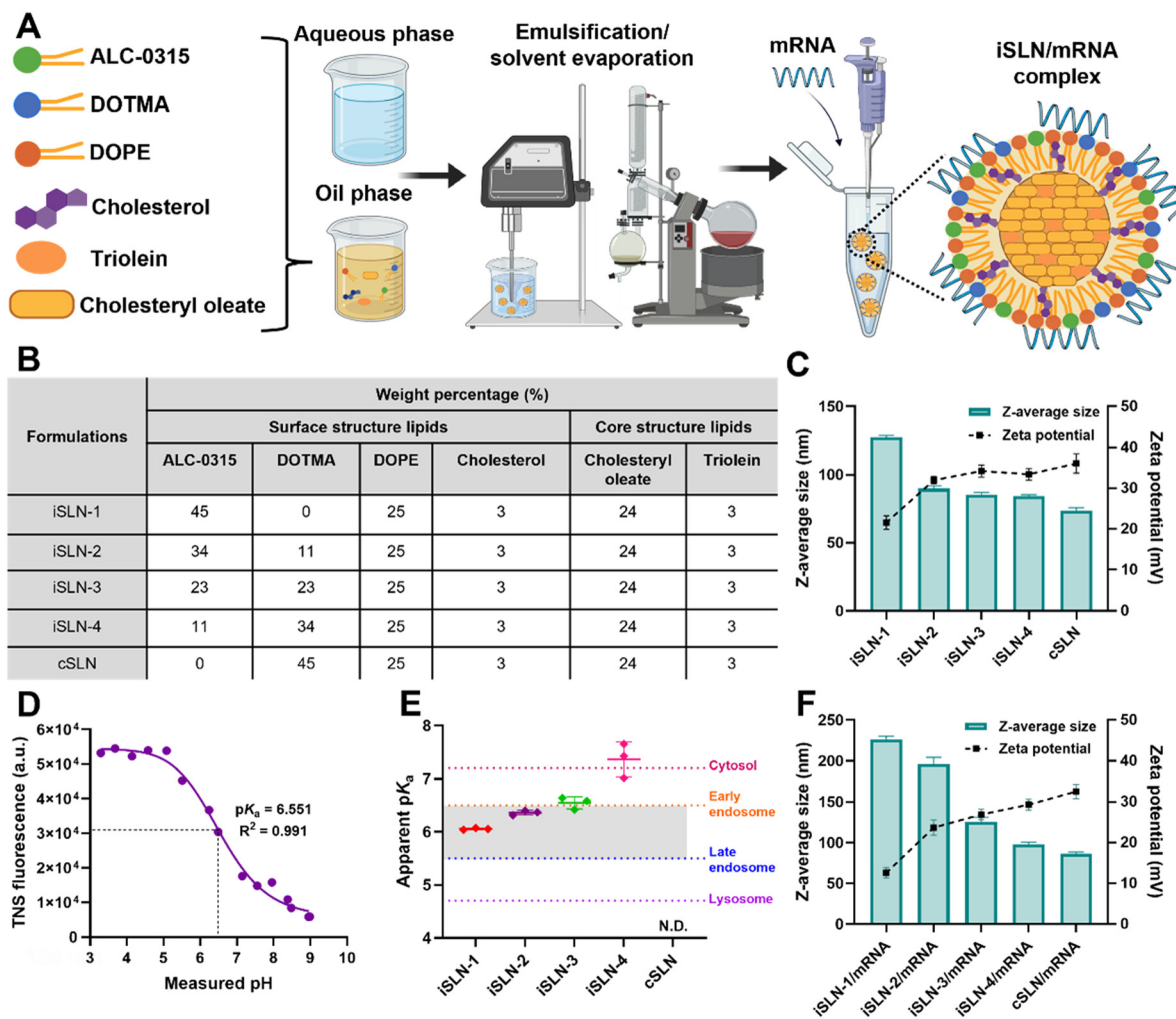 A
ALC-0315
DOTMA
DOPE
Cholesterol
Triolein
Cholesteryl oleate
Aqueous phase
Oil phase
Emulsification/
solvent evaporation
mRNA
iSLN/mRNA
complex
B
Formulations
Weight percentage (%)
Surface structure lipids Core structure lipids
ALC-0315 DOTMA DOPE Cholesterol Cholesteryl oleate Triolein
iSLN-1 45 0 25 3 24 3
iSLN-2 34 11 25 3 24 3
iSLN-3 23 23 25 3 24 3
iSLN-4 11 34 25 3 24 3
cSLN 0 45 25 3 24 3
C
Z-average size (nm)
150
100
50
0
Z-average size
Zeta potential
50
40
30
20
10
0
Zeta potential (mV)
iSLN-1
iSLN-2
iSLN-3
iSLN-4
cSLN
D
TNS fluorescence (a.u.)
6×10⁴
5×10⁴
4×10⁴
3×10⁴
2×10⁴
1×10⁴
0
pKa = 6.551
R² = 0.991
3 4 5 6 7 8 9 10
Measured pH
E
Apparent pKa
8
7
6
5
4
Cytosol
Early
endosome
Late
endosome
Lysosome
N.D.
iSLN-1
iSLN-2
iSLN-3
iSLN-4
cSLN
F
Z-average size (nm)
250
200
150
100
50
0
Z-average size
Zeta potential
50
40
30
20
10
0
Zeta potential (mV)
iSLN-1/mRNA
iSLN-2/mRNA
iSLN-3/mRNA
iSLN-4/mRNA
cSLN/mRNA